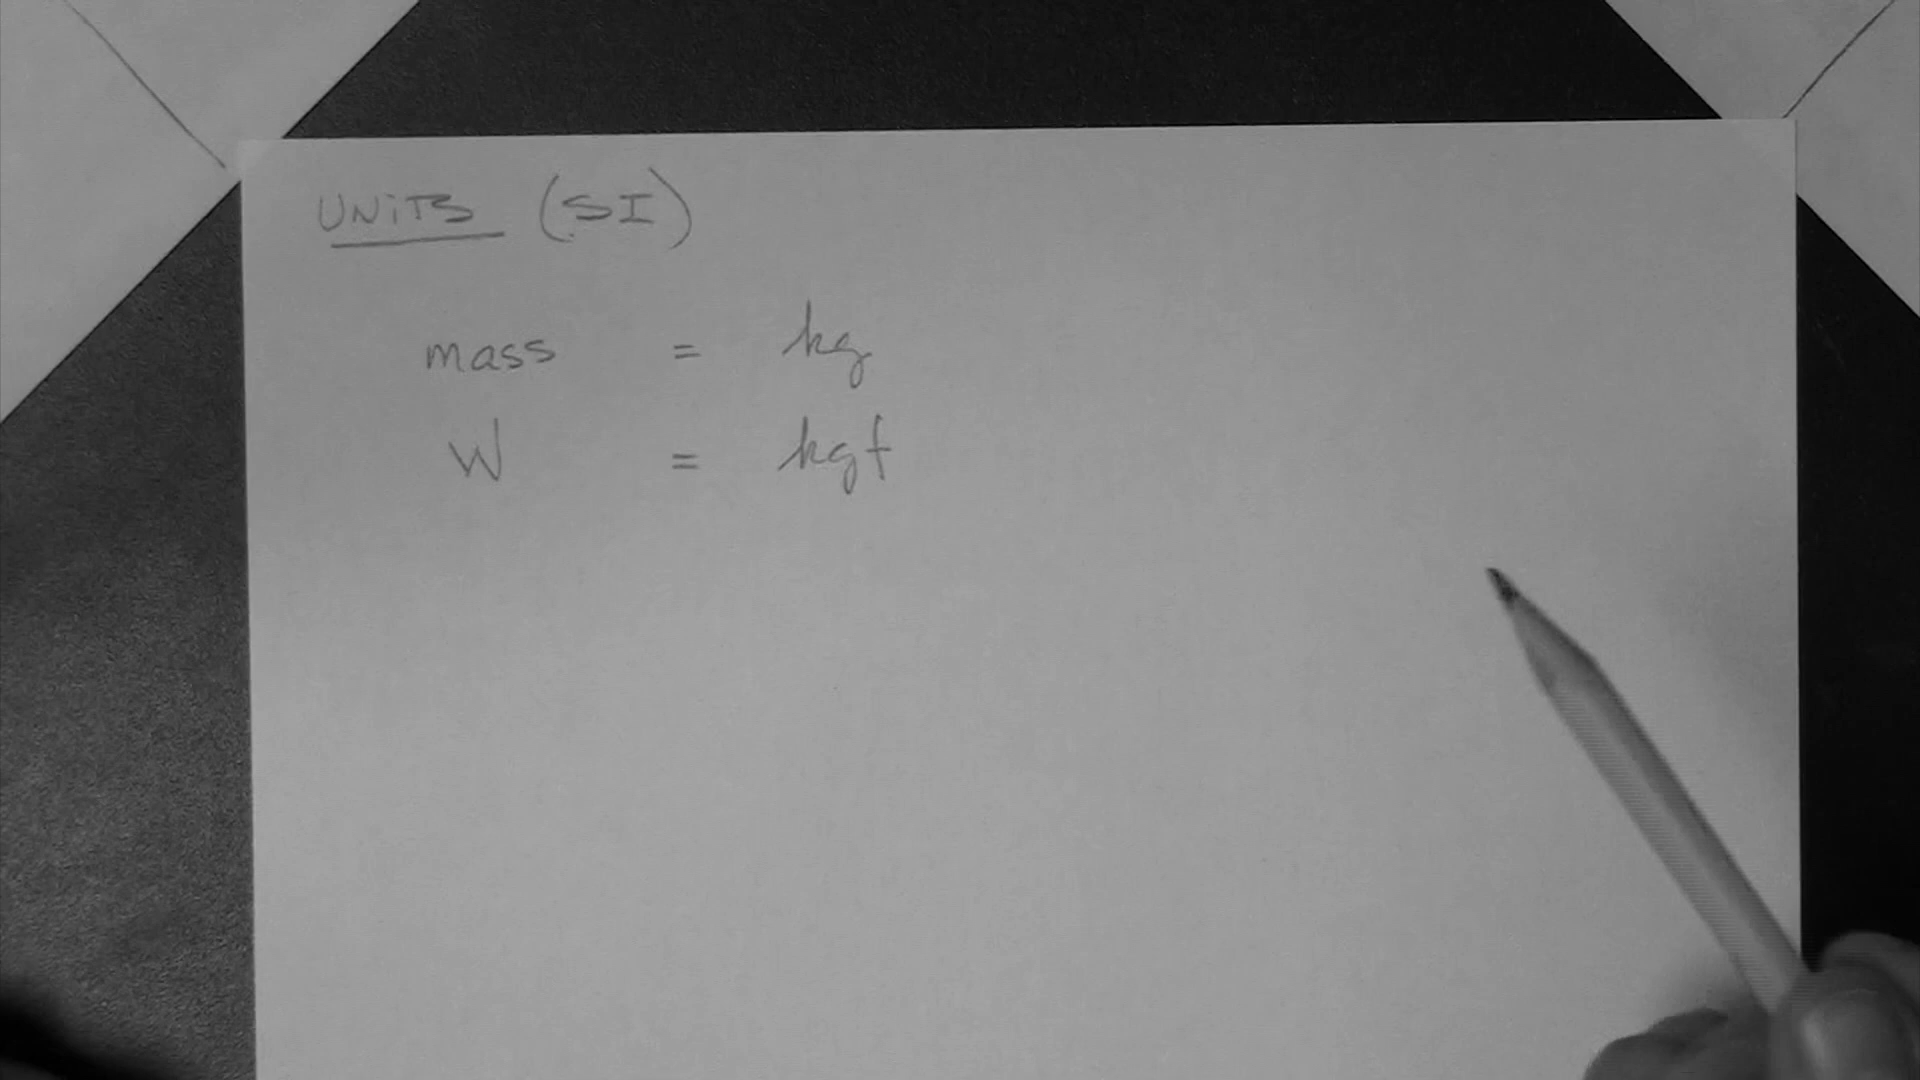 UNiTS (SI)
mass = kg
W = kgf